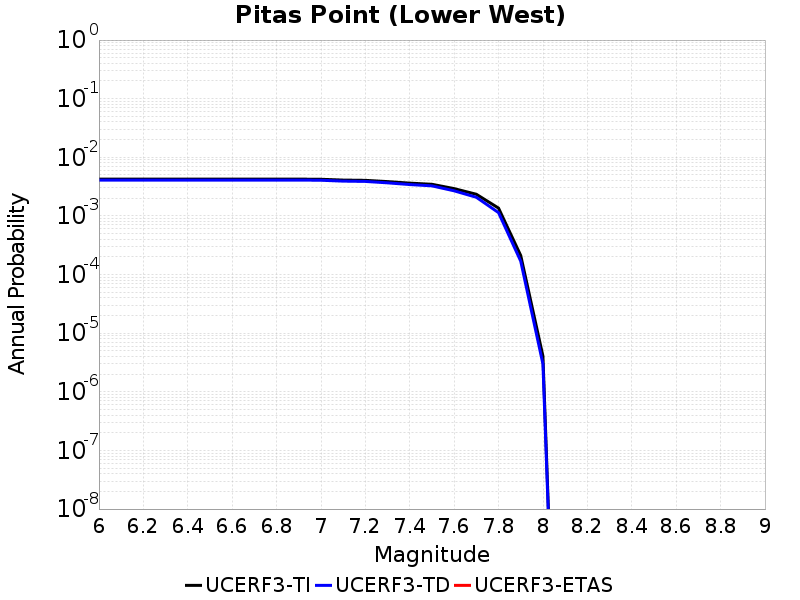 Pitas Point (Lower West)
10^0
10^-1
10^-2
10^-3
10^-4
10^-5
10^-6
10^-7
10^-8
Annual Probability
6 6.2 6.4 6.6 6.8 7 7.2 7.4 7.6 7.8 8 8.2 8.4 8.6 8.8 9
Magnitude
UCERF3-TI UCERF3-TD UCERF3-ETAS